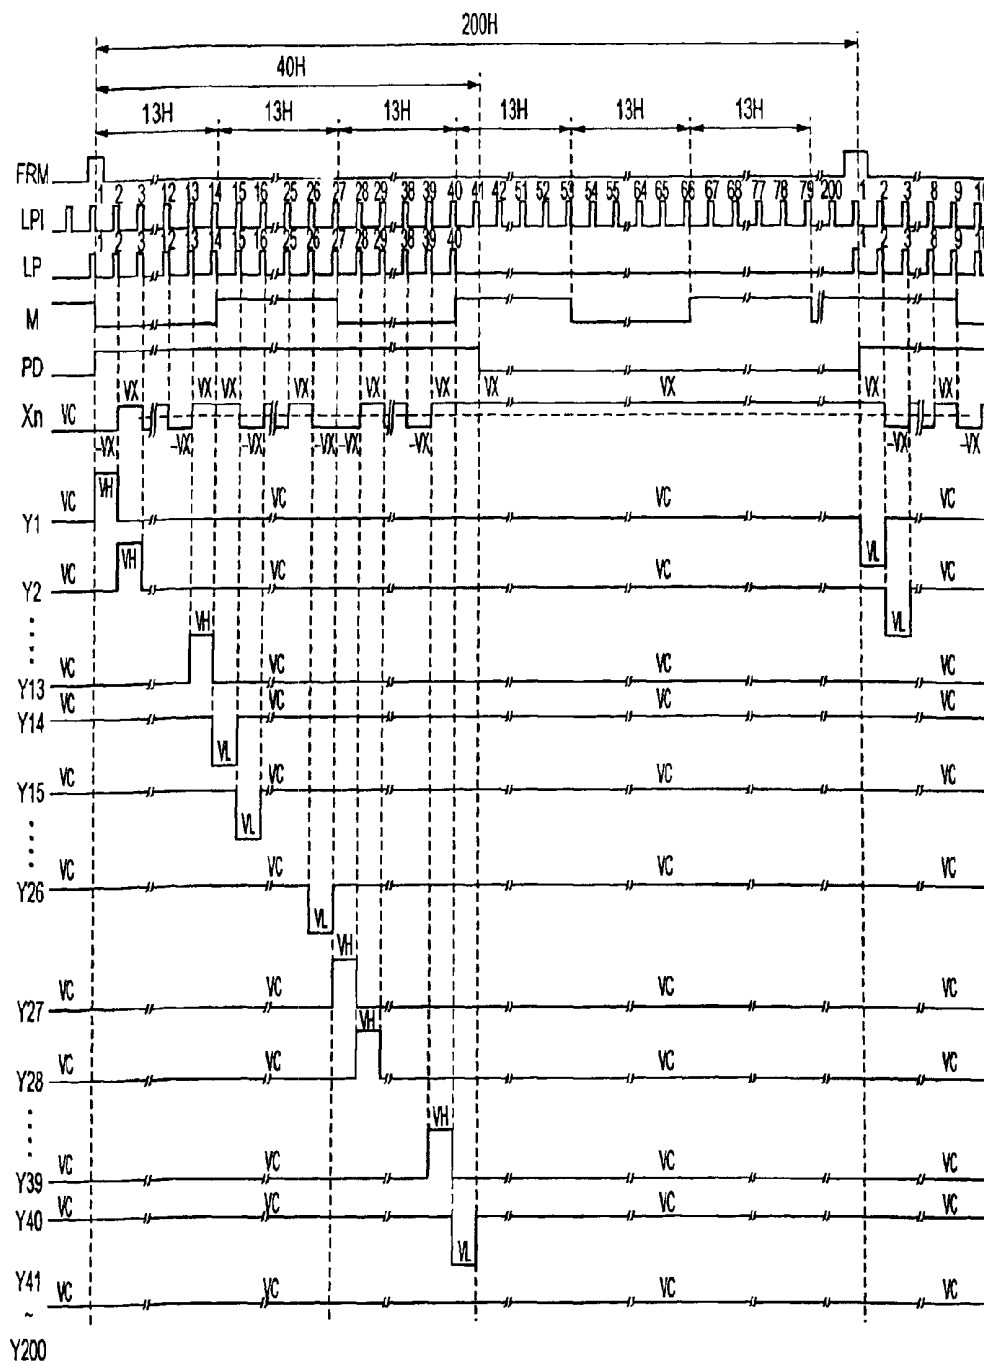 200H
40H
13H 13H 13H 13H 13H 13H
FRM
1 2 3 12 13 14 15 16 25 26 27 28 29 38 39 40 41 42 51 52 53 54 55 64 65 66 67 68 77 78 79 200 1 2 3 8 9 10
LPI
1 2 3 12 13 14 15 16 25 26 27 28 29 38 39 40 1 2 3 8 9 10
LP
M
PD
VX VX VX VX VX VX VX VX VX VX
Xn VC
-VX -VX -VX -VX -VX -VX -VX -VX
Y1 VC VH VC VC VL VC
Y2 VC VH VC VC VL VC
Y13 VC VH VC VC VC
Y14 VC VL VC VC VC
Y15 VC VL VC VC VC
Y26 VC VL VC VC VC
Y27 VC VH VC VC VC
Y28 VC VH VC VC VC
Y39 VC VH VC VC VC
Y40 VC VL VC VC VC
Y41 VC VC VC VC
~
Y200